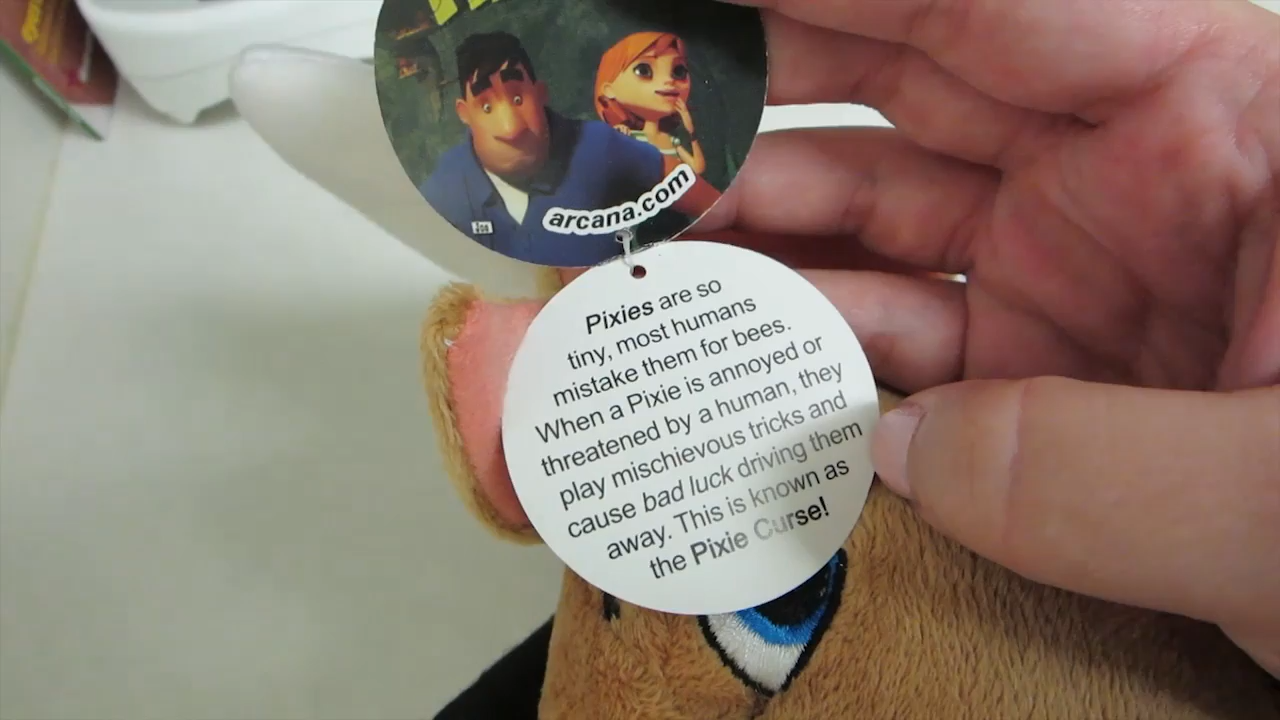 Jos
arcana.com
Pixies are so
tiny, most humans
mistake them for bees.
When a Pixie is annoyed or
threatened by a human, they
play mischievous tricks and
cause bad luck driving them
away. This is known as
the Pixie Curse!